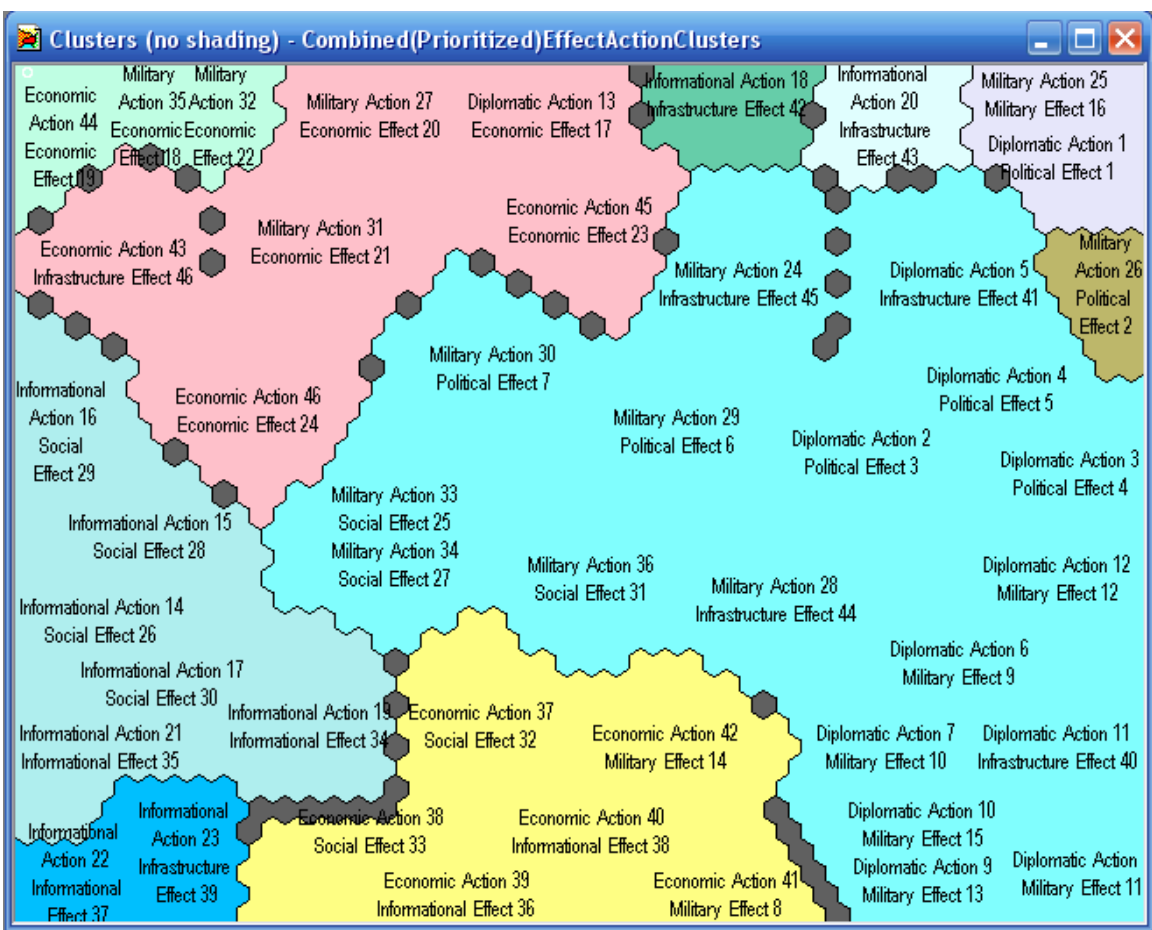 Clusters (no shading) - Combined(Prioritized)EffectActionClusters
Economic
Action 44
Economic
Effect 19
Military
Action 35
Economic
Effect 18
Military
Action 32
Economic
Effect 22
Military Action 27
Economic Effect 20
Diplomatic Action 13
Economic Effect 17
Informational Action 18
Infrastructure Effect 42
Informational
Action 20
Infrastructure
Effect 43
Military Action 25
Military Effect 16
Diplomatic Action 1
Political Effect 1
Economic Action 43
Infrastructure Effect 46
Military Action 31
Economic Effect 21
Economic Action 45
Economic Effect 23
Military Action 24
Infrastructure Effect 45
Diplomatic Action 5
Infrastructure Effect 41
Military
Action 26
Political
Effect 2
Informational
Action 16
Social
Effect 29
Economic Action 46
Economic Effect 24
Military Action 30
Political Effect 7
Military Action 29
Political Effect 6
Diplomatic Action 4
Political Effect 5
Diplomatic Action 2
Political Effect 3
Diplomatic Action 3
Political Effect 4
Informational Action 15
Social Effect 28
Military Action 33
Social Effect 25
Military Action 34
Social Effect 27
Military Action 36
Social Effect 31
Military Action 28
Infrastructure Effect 44
Diplomatic Action 12
Military Effect 12
Informational Action 14
Social Effect 26
Informational Action 17
Social Effect 30
Diplomatic Action 6
Military Effect 9
Informational Action 21
Informational Effect 35
Informational Action 19
Informational Effect 34
Economic Action 37
Social Effect 32
Economic Action 42
Military Effect 14
Diplomatic Action 7
Military Effect 10
Diplomatic Action 11
Infrastructure Effect 40
Informational
Action 22
Informational
Effect 37
Informational
Action 23
Infrastructure
Effect 39
Economic Action 38
Social Effect 33
Economic Action 40
Informational Effect 38
Diplomatic Action 10
Military Effect 15
Diplomatic Action 9
Military Effect 13
Diplomatic Action
Military Effect 11
Economic Action 39
Informational Effect 36
Economic Action 41
Military Effect 8